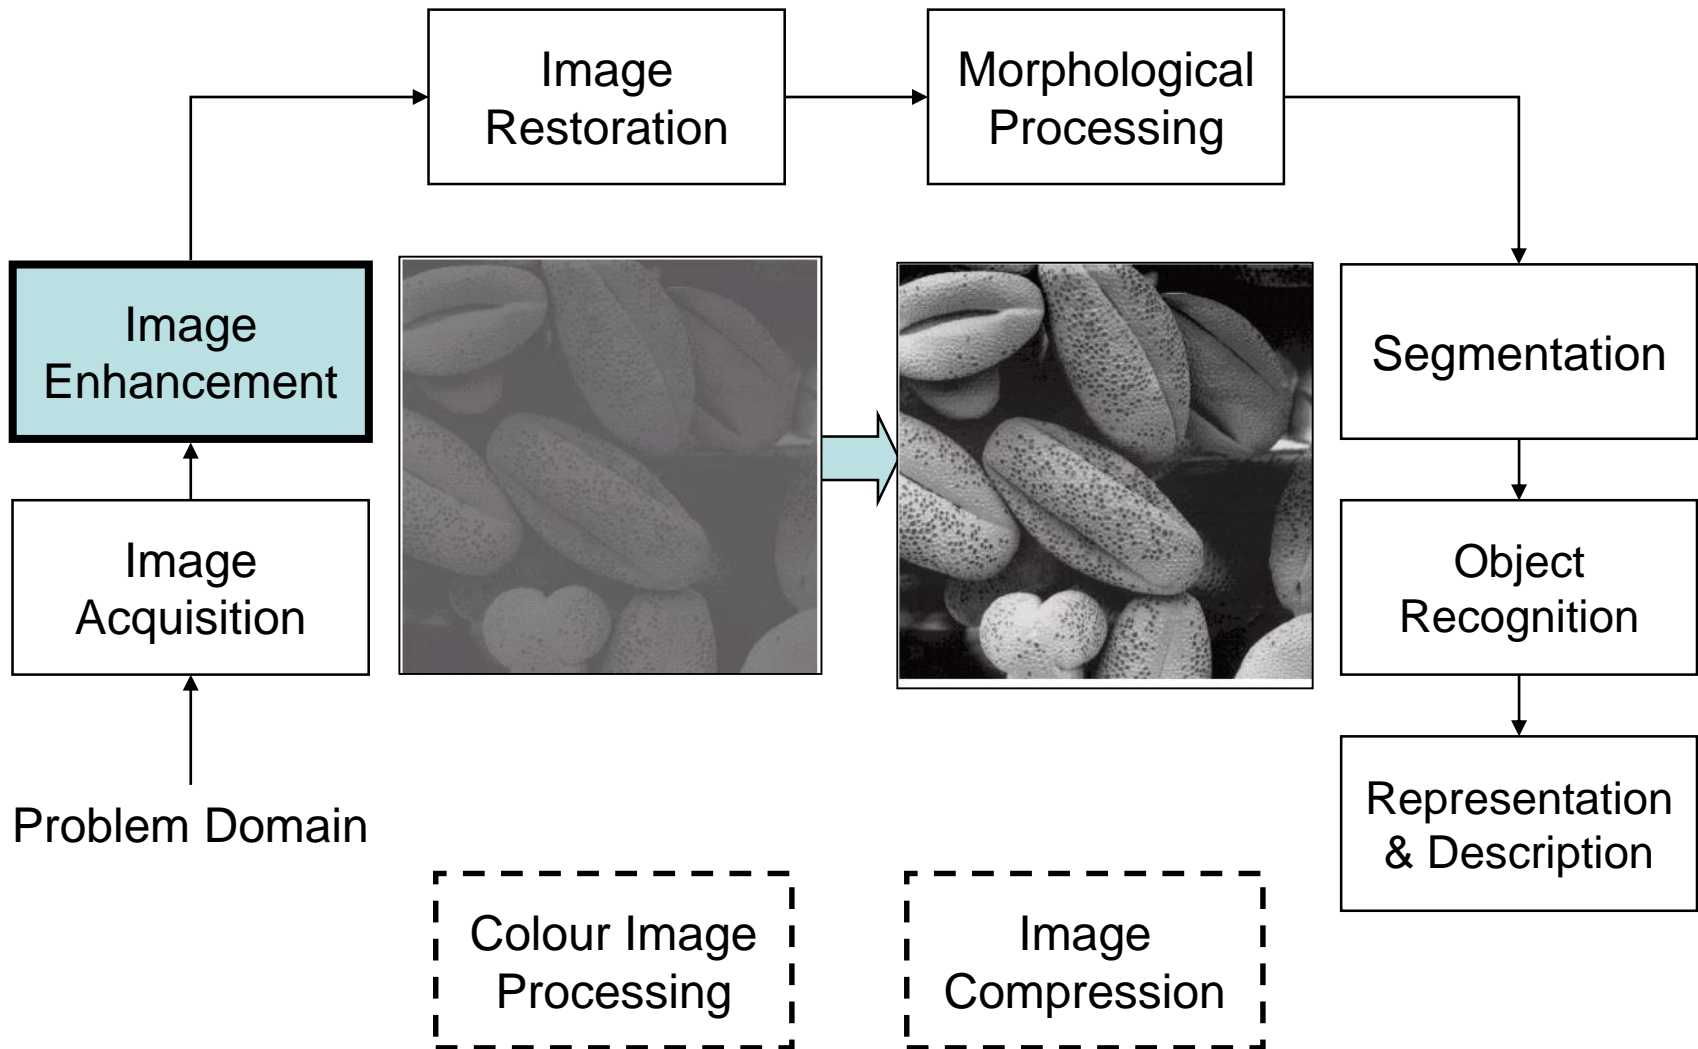 Image
Restoration
Morphological
Processing
Image
Enhancement
Segmentation
Image
Acquisition
Object
Recognition
Problem Domain
Representation
& Description
Colour Image
Processing
Image
Compression